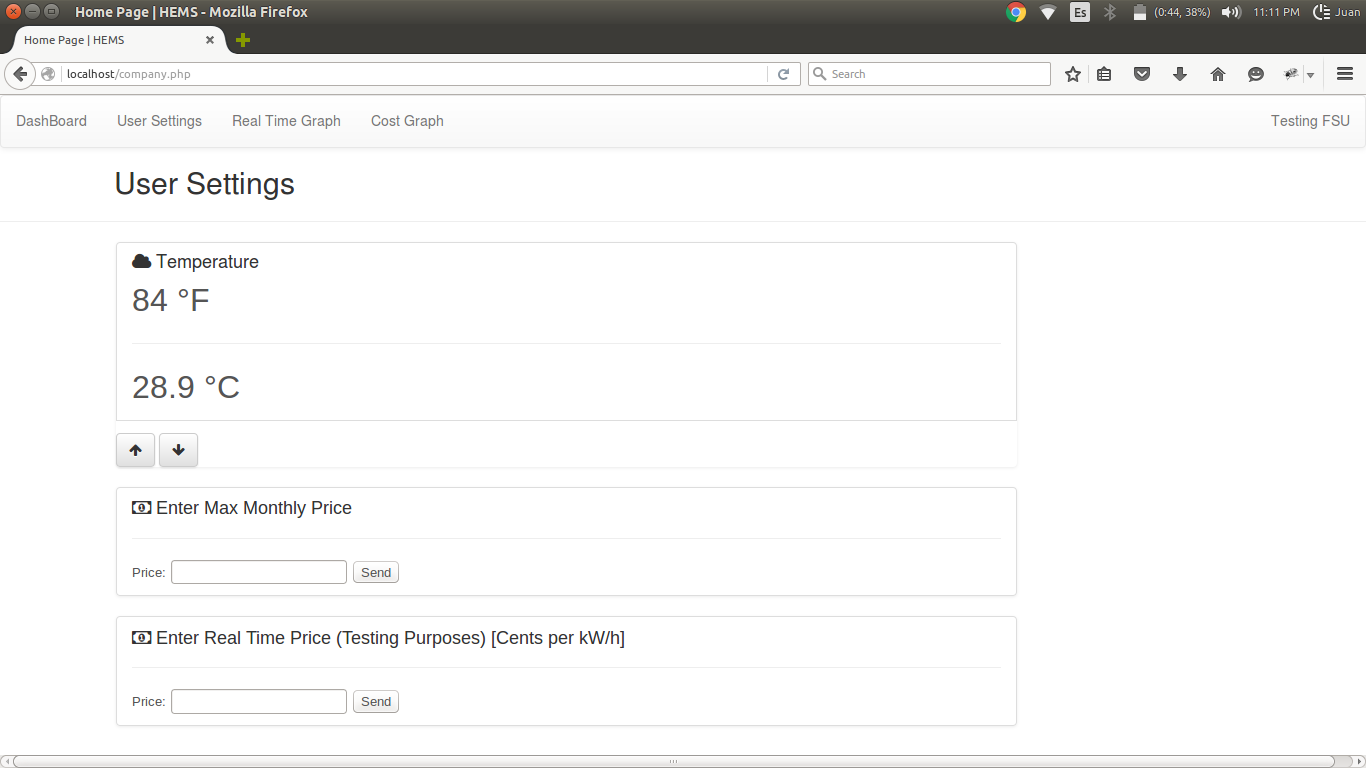 Home Page | HEMS - Mozilla Firefox
Es
(0:44, 38%)
11:11 PM
Juan
Home Page | HEMS
localhost/company.php
Search
DashBoard
User Settings
Real Time Graph
Cost Graph
Testing FSU
User Settings
Temperature
84 °F
28.9 °C
Enter Max Monthly Price
Price:
Send
Enter Real Time Price (Testing Purposes) [Cents per kW/h]
Price:
Send